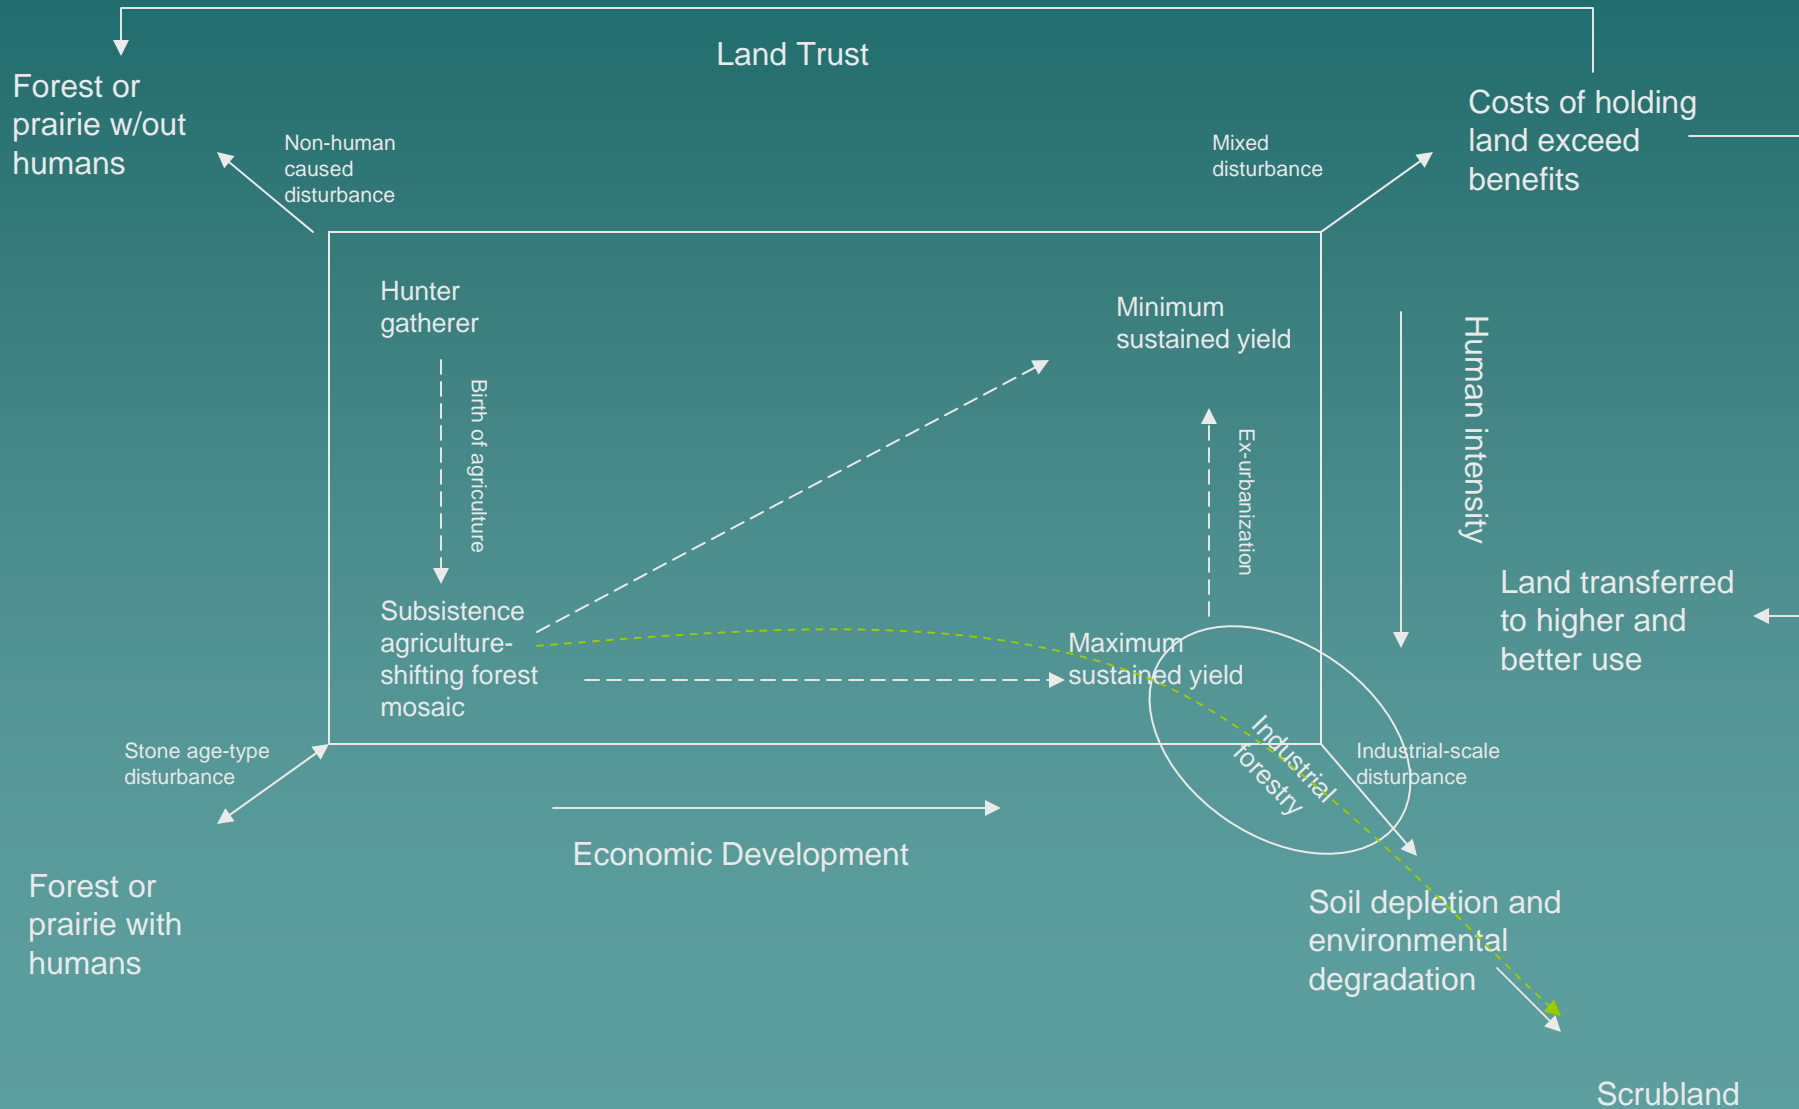 Land Trust
Forest or
prairie w/out
humans
Non-human
caused
disturbance
Mixed
disturbance
Costs of holding
land exceed
benefits
Hunter
gatherer
Minimum
sustained yield
Birth of agriculture
Ex-urbanization
Human intensity
Subsistence
agriculture-
shifting forest
mosaic
Maximum
sustained yield
Land transferred
to higher and
better use
Industrial
forestry
Stone age-type
disturbance
Industrial-scale
disturbance
Economic Development
Forest or
prairie with
humans
Soil depletion and
environmental
degradation
Scrubland